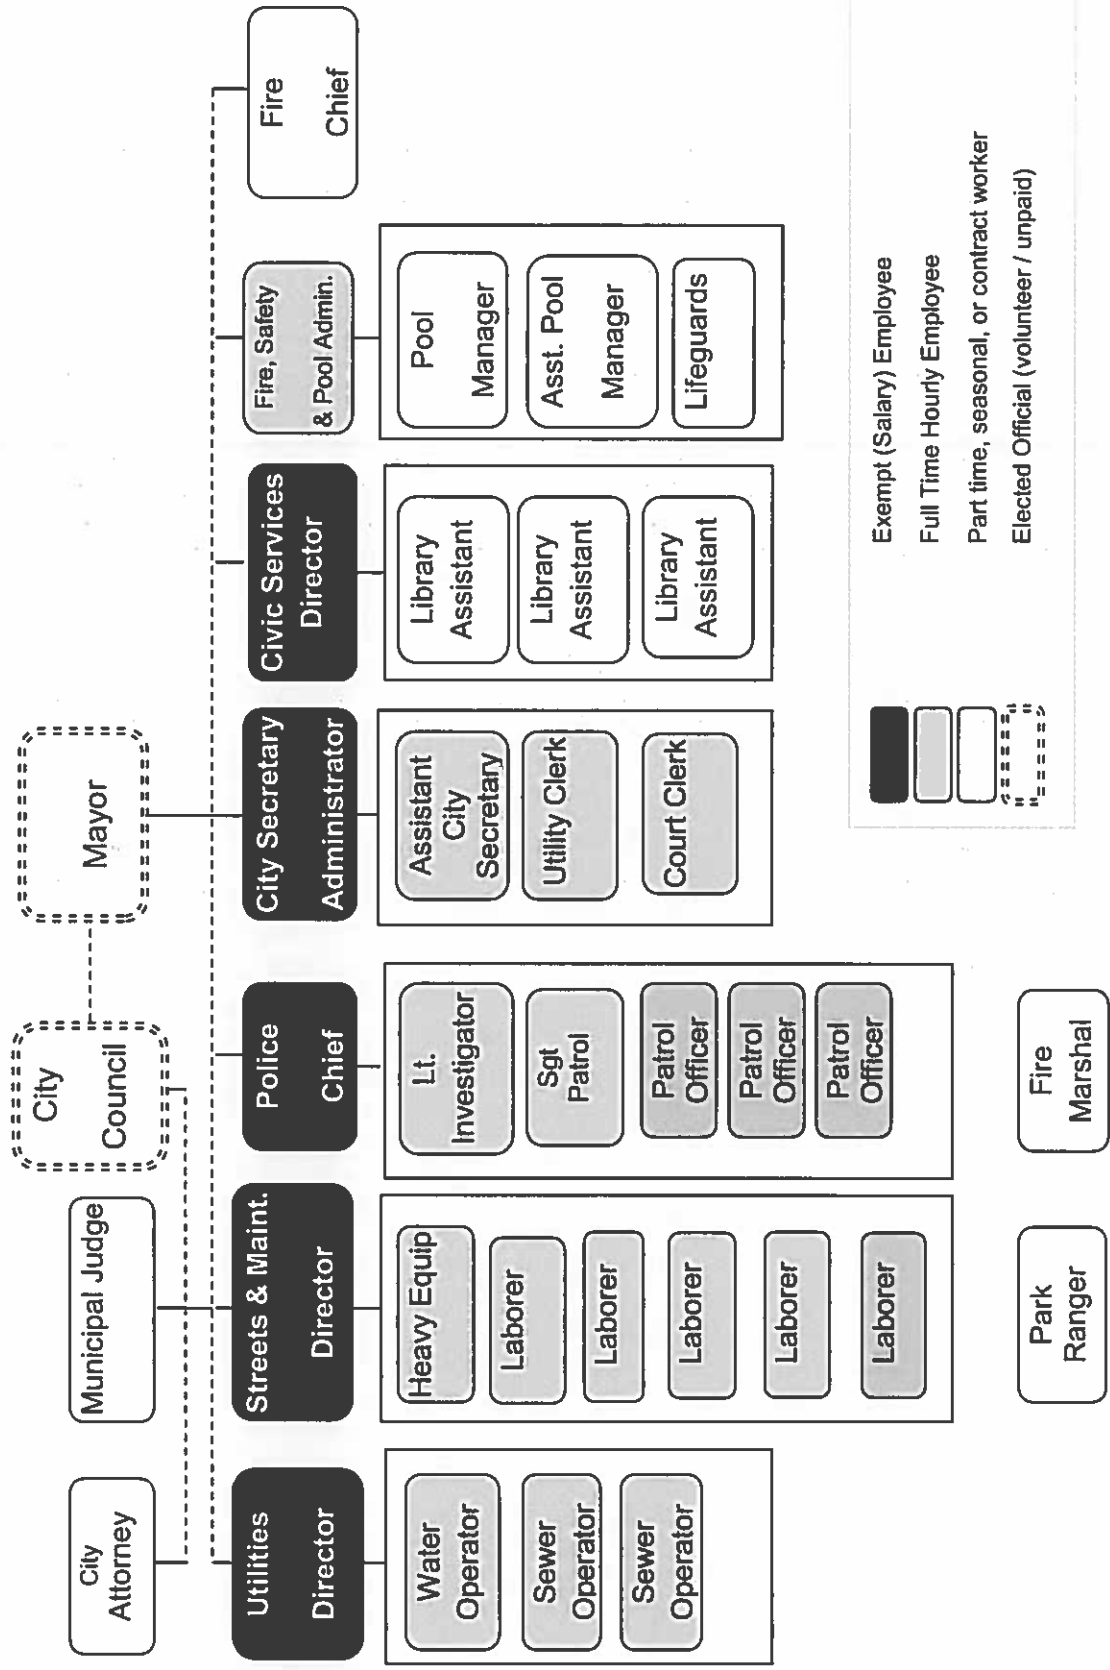 City
Attorney
Municipal Judge
City
Council
Mayor
Utilities
Director
Streets & Maint.
Director
Police
Chief
City Secretary
Administrator
Civic Services
Director
Fire, Safety
& Pool Admin.
Fire
Chief
Water
Operator
Sewer
Operator
Sewer
Operator
Heavy Equip
Laborer
Laborer
Laborer
Laborer
Laborer
Lt.
Investigator
Sgt
Patrol
Patrol
Officer
Patrol
Officer
Patrol
Officer
Assistant
City
Secretary
Utility Clerk
Court Clerk
Library
Assistant
Library
Assistant
Library
Assistant
Pool
Manager
Asst. Pool
Manager
Lifeguards
Park
Ranger
Fire
Marshal
Exempt (Salary) Employee
Full Time Hourly Employee
Part time, seasonal, or contract worker
Elected Official (volunteer / unpaid)